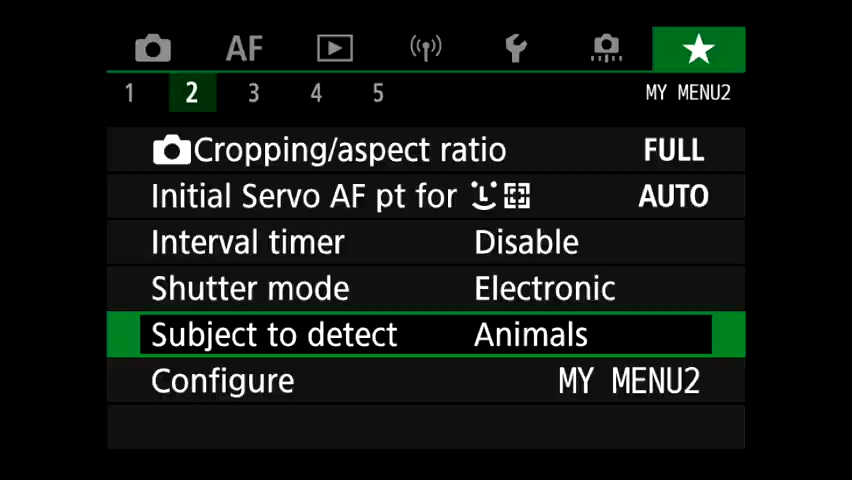 AF
1 2 3 4 5 MY MENU2
Cropping/aspect ratio FULL
Initial Servo AF pt for AUTO
Interval timer Disable
Shutter mode Electronic
Subject to detect Animals
Configure MY MENU2